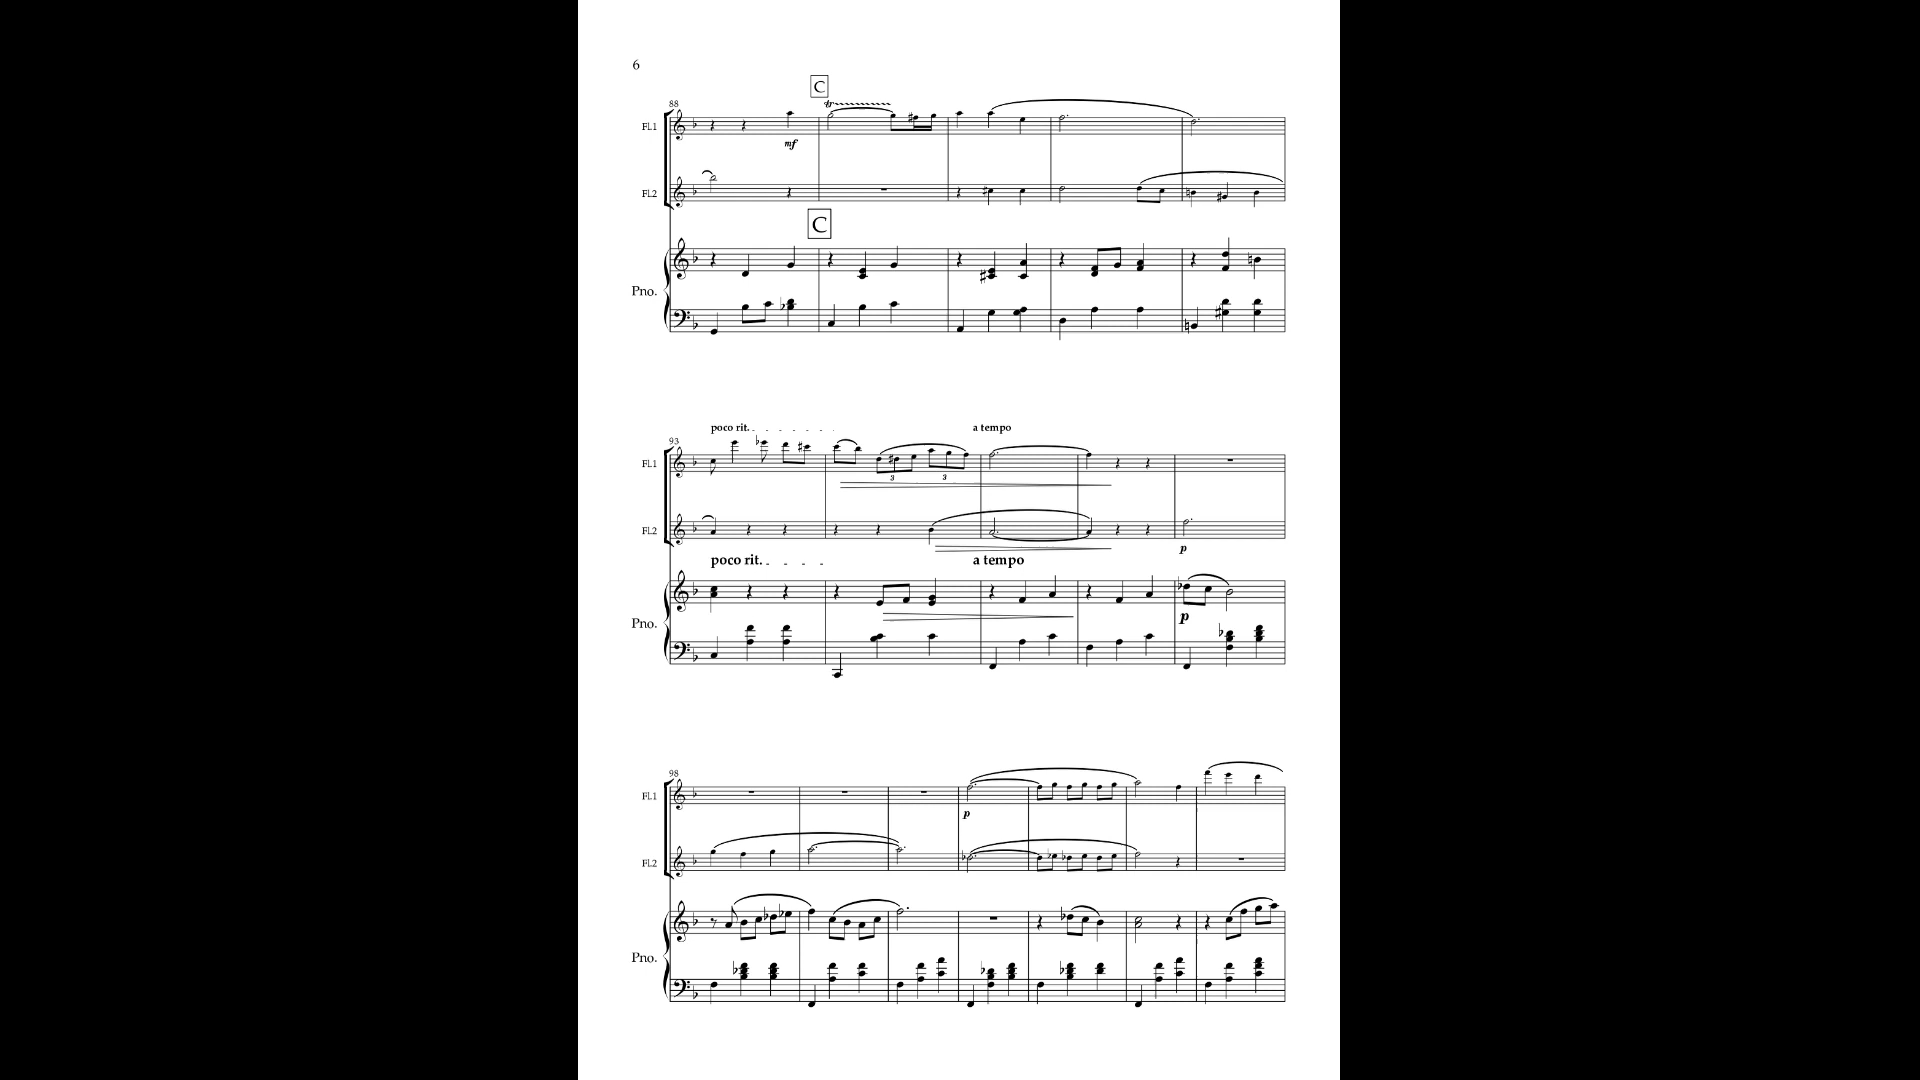 6
C
88
tr
Fl.1
mf
Fl.2
C
Pno.
poco rit. a tempo
93
Fl.1
3 3
Fl.2
p
poco rit. a tempo
p
Pno.
98
Fl.1
p
Fl.2
Pno.